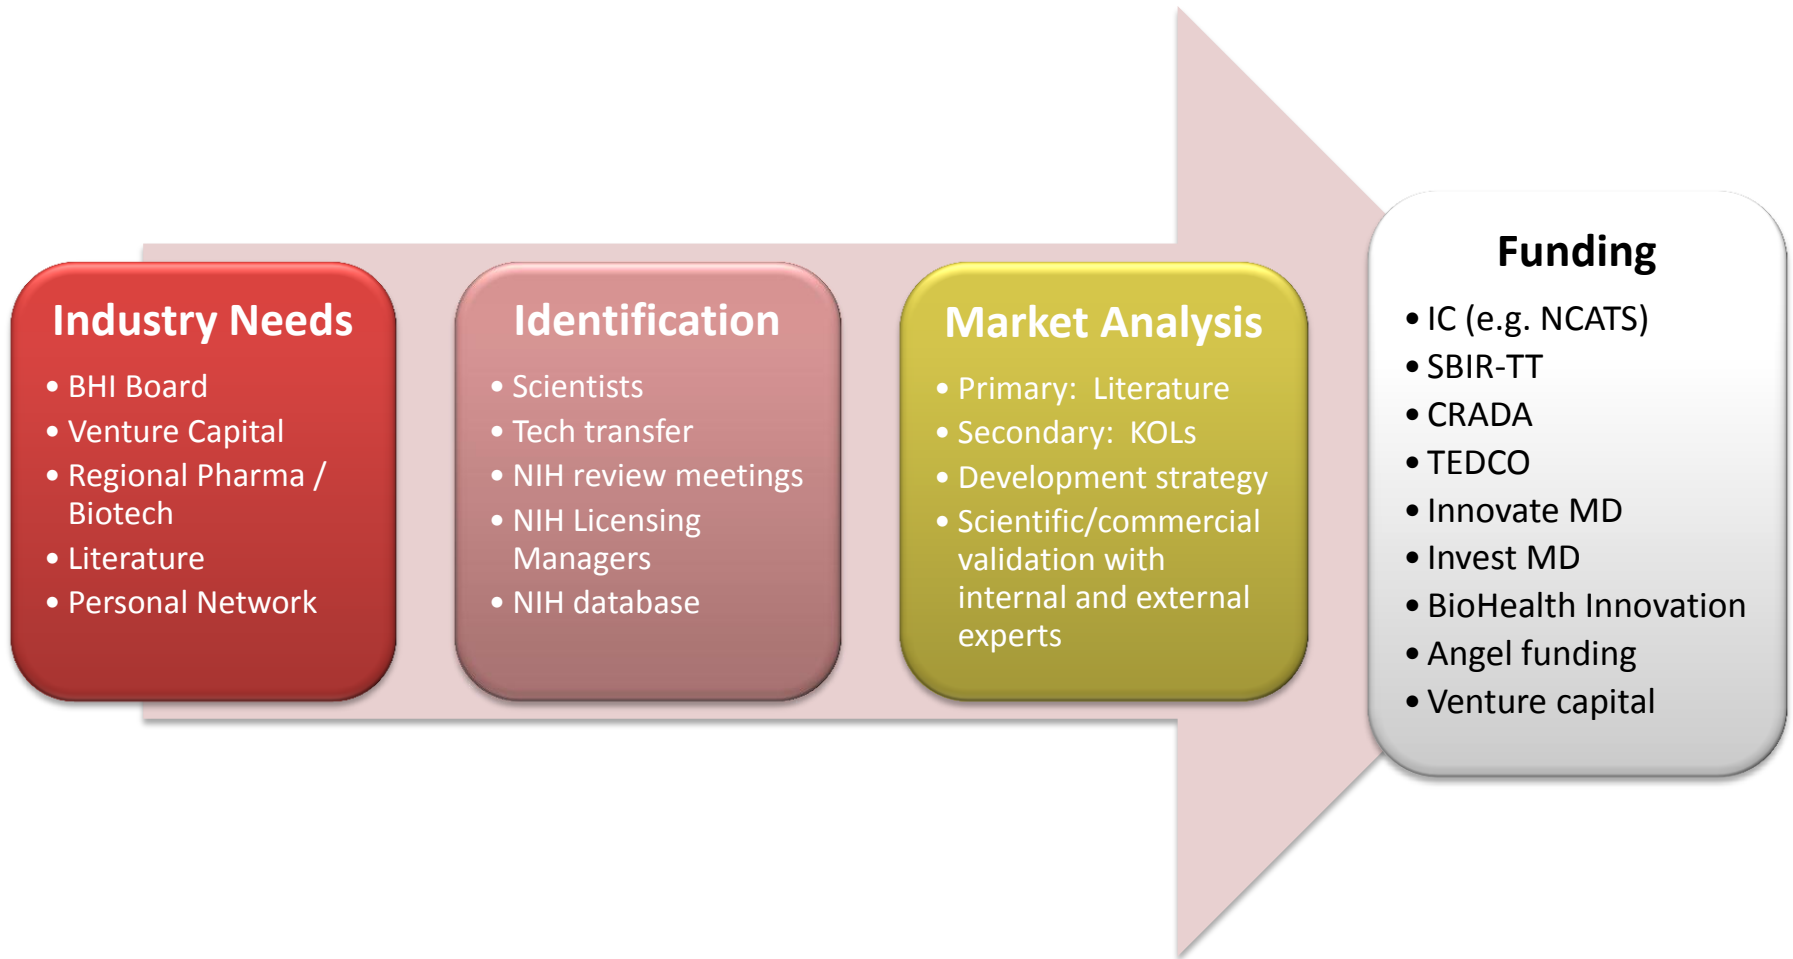 Industry Needs
• BHI Board
• Venture Capital
• Regional Pharma /
Biotech
• Literature
• Personal Network
Identification
• Scientists
• Tech transfer
• NIH review meetings
• NIH Licensing
Managers
• NIH database
Market Analysis
• Primary:  Literature
• Secondary:  KOLs
• Development strategy
• Scientific/commercial
validation with
internal and external
experts
Funding
• IC (e.g. NCATS)
• SBIR-TT
• CRADA
• TEDCO
• Innovate MD
• Invest MD
• BioHealth Innovation
• Angel funding
• Venture capital